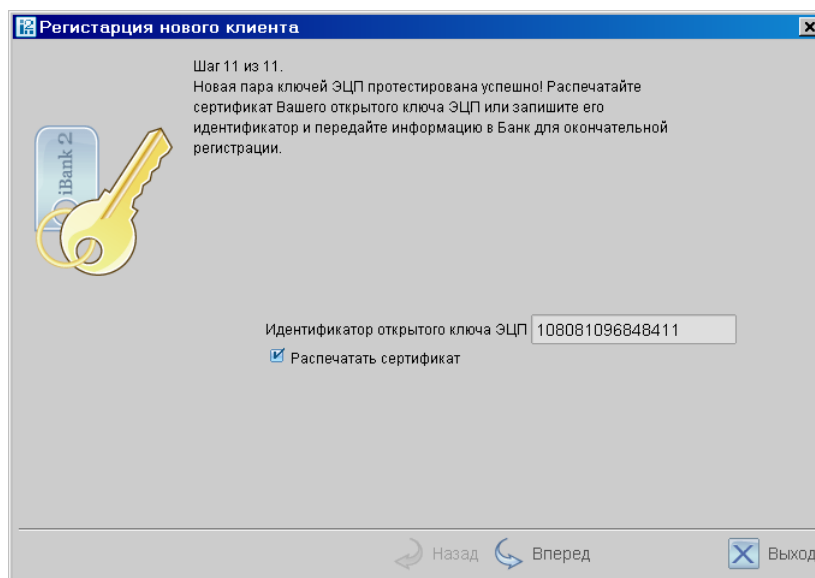 Регистарция нового клиента
Шаг 11 из 11.
Новая пара ключей ЭЦП протестирована успешно! Распечатайте
сертификат Вашего открытого ключа ЭЦП или запишите его
идентификатор и передайте информацию в Банк для окончательной
регистрации.
iBank 2
Идентификатор открытого ключа ЭЦП 108081096848411
Распечатать сертификат
Назад Вперед Выход